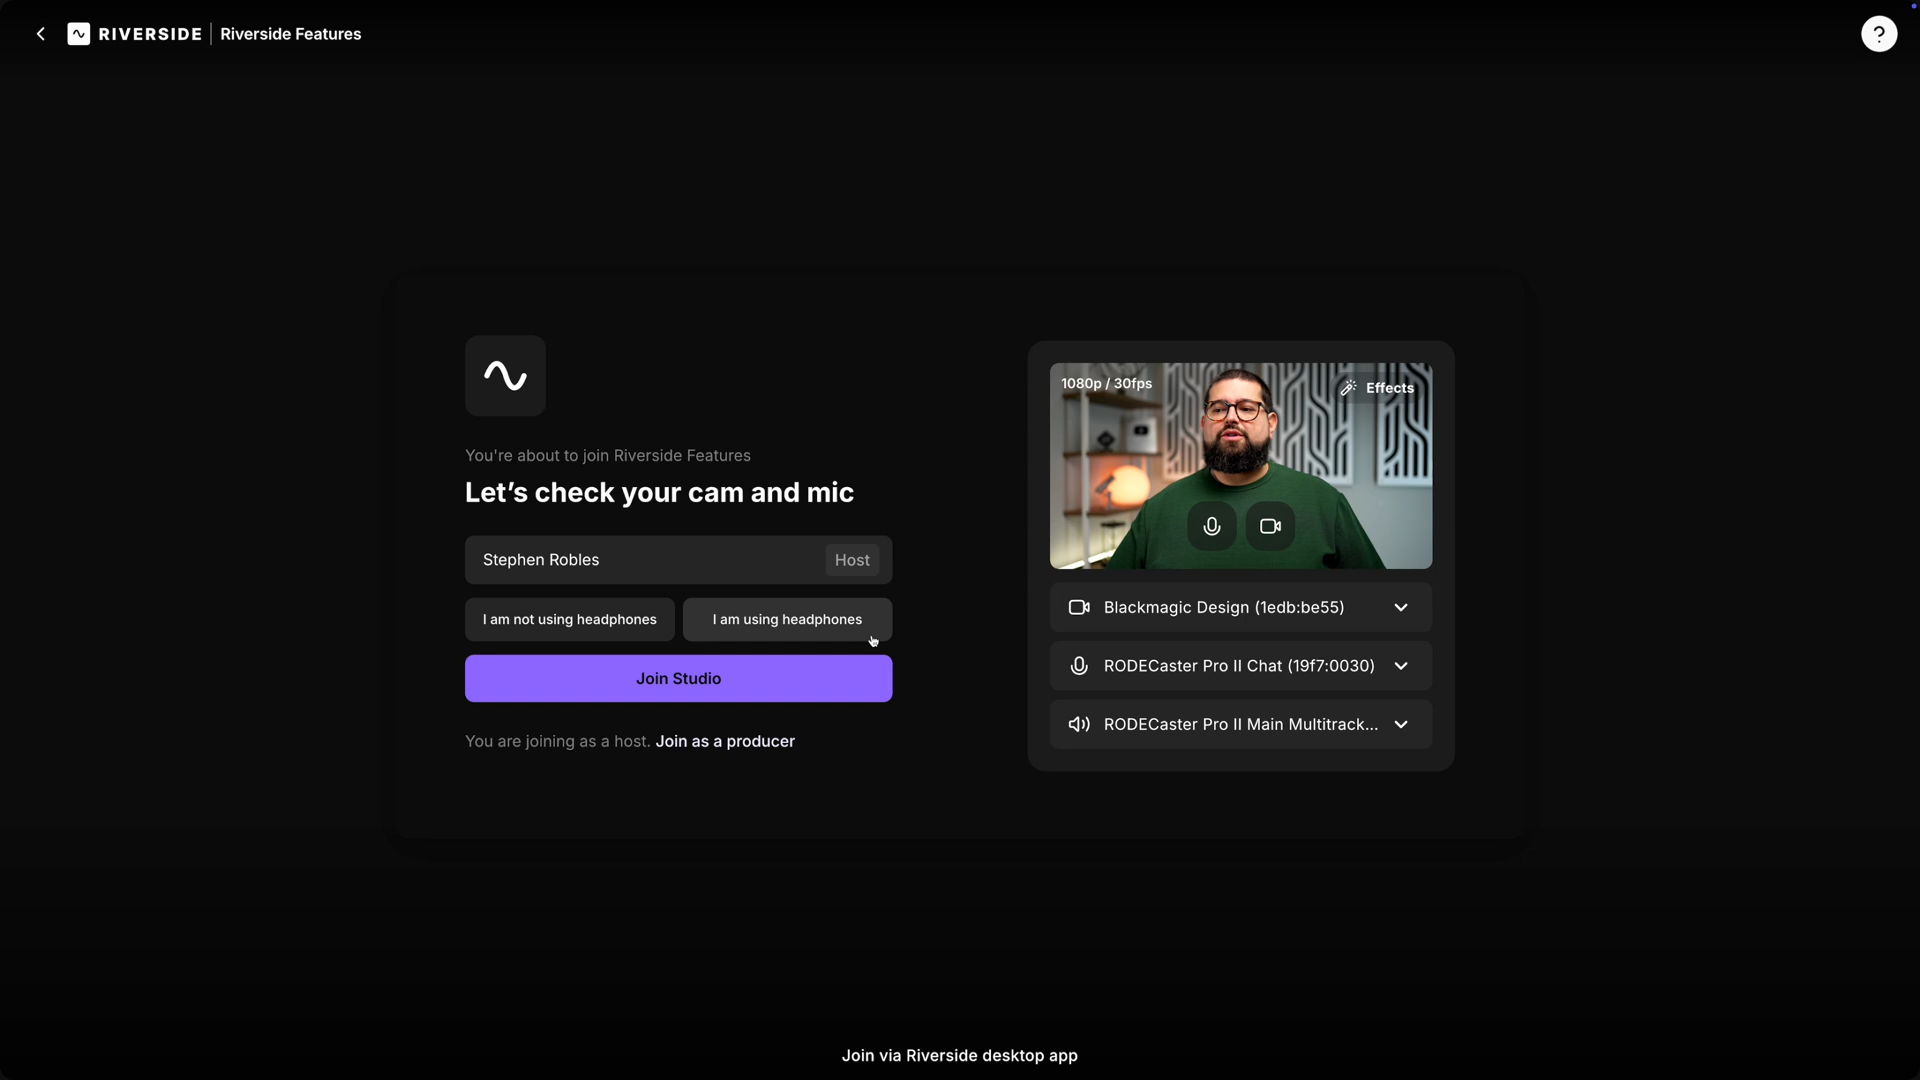 RIVERSIDE
Riverside Features
?
You're about to join Riverside Features
Let's check your cam and mic
Stephen Robles
Host
I am not using headphones
I am using headphones
Join Studio
You are joining as a host. Join as a producer
1080p / 30fps
Effects
Blackmagic Design (1edb:be55)
RODECaster Pro II Chat (19f7:0030)
RODECaster Pro II Main Multitrack...
Join via Riverside desktop app